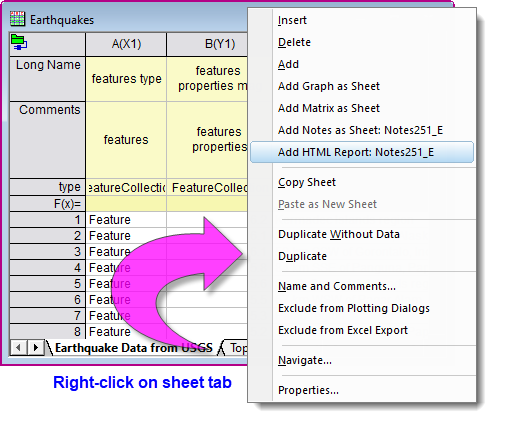 Earthquakes
A(X1) B(Y1)
Long Name features type features
properties m
Comments features features
properties
type eatureCollectio FeatureCollec
F(x)=
1 Feature
2 Feature
3 Feature
4 Feature
5 Feature
6 Feature
7 Feature
8 Feature
Earthquake Data from USGS Top
Right-click on sheet tab
Insert
Delete
Add
Add Graph as Sheet
Add Matrix as Sheet
Add Notes as Sheet: Notes251_E
Add HTML Report: Notes251_E
Copy Sheet
Paste as New Sheet
Duplicate Without Data
Duplicate
Name and Comments...
Exclude from Plotting Dialogs
Exclude from Excel Export
Navigate...
Properties...